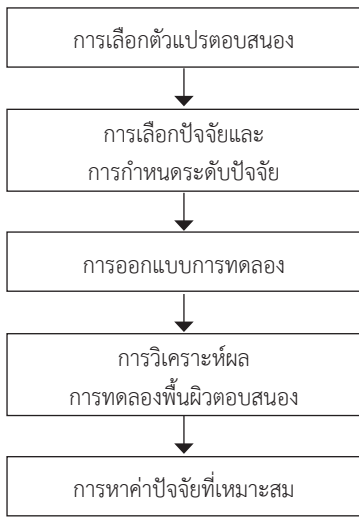 การเลือกตัวแปรตอบสนอง
การเลือกปัจจัยและ
การกำหนดระดับปัจจัย
การออกแบบการทดลอง
การวิเคราะห์ผล
การทดลองพื้นผิวตอบสนอง
การหาค่าปัจจัยที่เหมาะสม